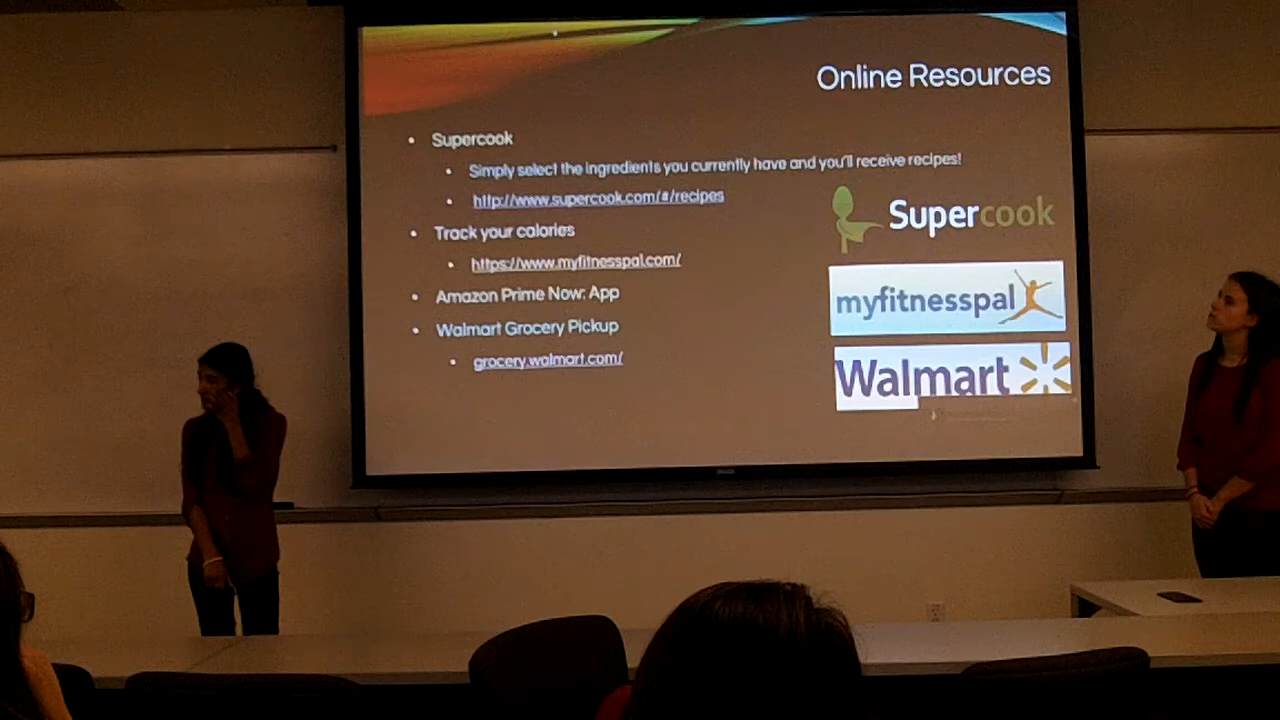 Online Resources
Supercook
Simply select the ingredients you currently have and you'll receive recipes!
http://www.supercook.com/#/recipes
Track your calories
https://www.myfitnesspal.com/
Amazon Prime Now: App
Walmart Grocery Pickup
grocery.walmart.com/
Supercook
myfitnesspal
Walmart